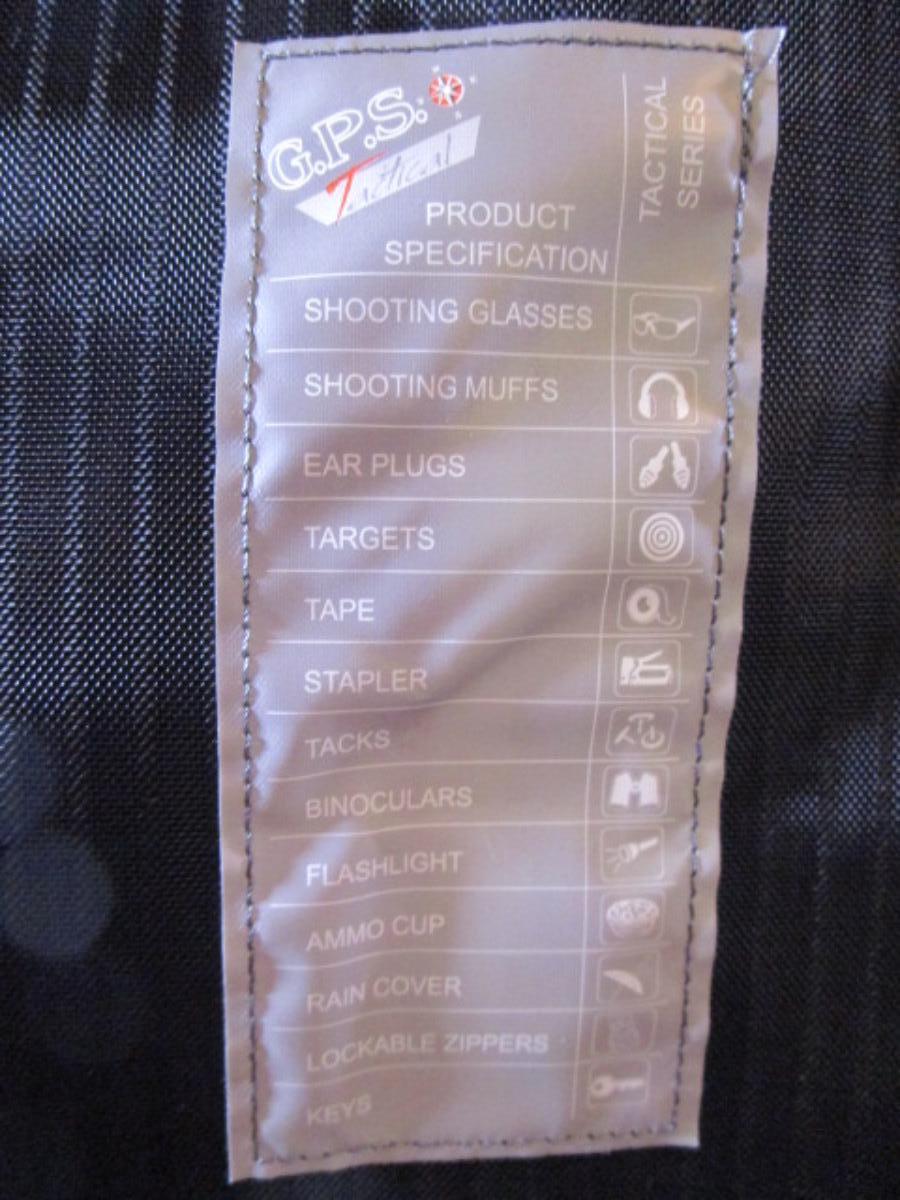 G.P.S.
Tactical
TACTICAL
SERIES
PRODUCT
SPECIFICATION
SHOOTING GLASSES
SHOOTING MUFFS
EAR PLUGS
TARGETS
TAPE
STAPLER
TACKS
BINOCULARS
FLASHLIGHT
AMMO CUP
RAIN COVER
LOCKABLE ZIPPERS
KEYS